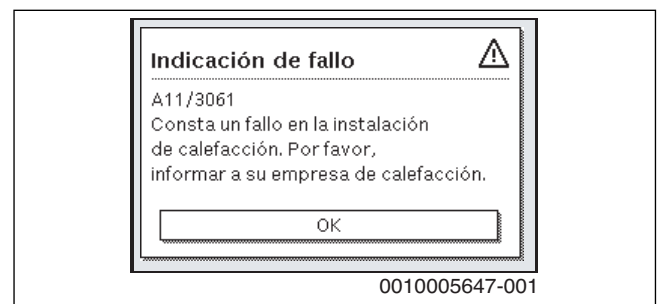 Indicación de fallo
A11/3061
Consta un fallo en la instalación
de calefacción. Por favor,
informar a su empresa de calefacción.
OK
0010005647-001